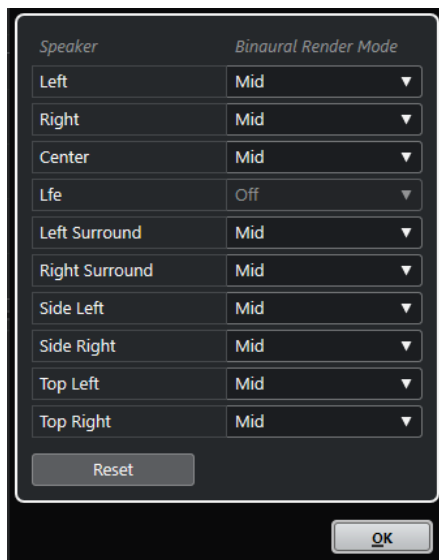 Speaker Binaural Render Mode
Left Mid
Right Mid
Center Mid
Lfe Off
Left Surround Mid
Right Surround Mid
Side Left Mid
Side Right Mid
Top Left Mid
Top Right Mid
Reset
OK